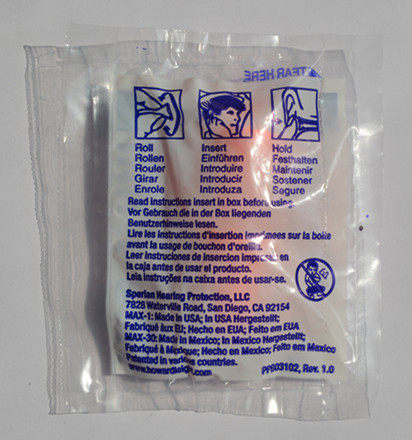 TEAR HERE
Roll Insert Hold
Rollen Einführen Festhalten
Rouler Introduire Maintenir
Girar Introducir Sostener
Enrole Introduza Segure
Read instructions insert in box before using.
Vor Gebrauch die in der Box liegenden
Benutzerhinweise lesen.
Lire les instructions d'insertion imprimees sur la boîte
avant la usage de bouchon d'oreille.
Leer instruciones de insercion impresas en
la caja antes de usar el producto.
Leia instruções na caixa antes de usar-se.
Sperian Hearing Protection, LLC
7828 Waterville Road, San Diego, CA 92154
MAX-1: Made in USA; In USA Hergestellt;
Fabriqué aux EU; Hecho en EUA; Feito em EUA
MAX-30: Made in Mexico; In Mexico Hergestellt;
Fabriqué à Mexique; Hecho en Mexico; Feito em Mexico
Patented in various countries.
www.howardleight.com PP803102, Rev. 1.0